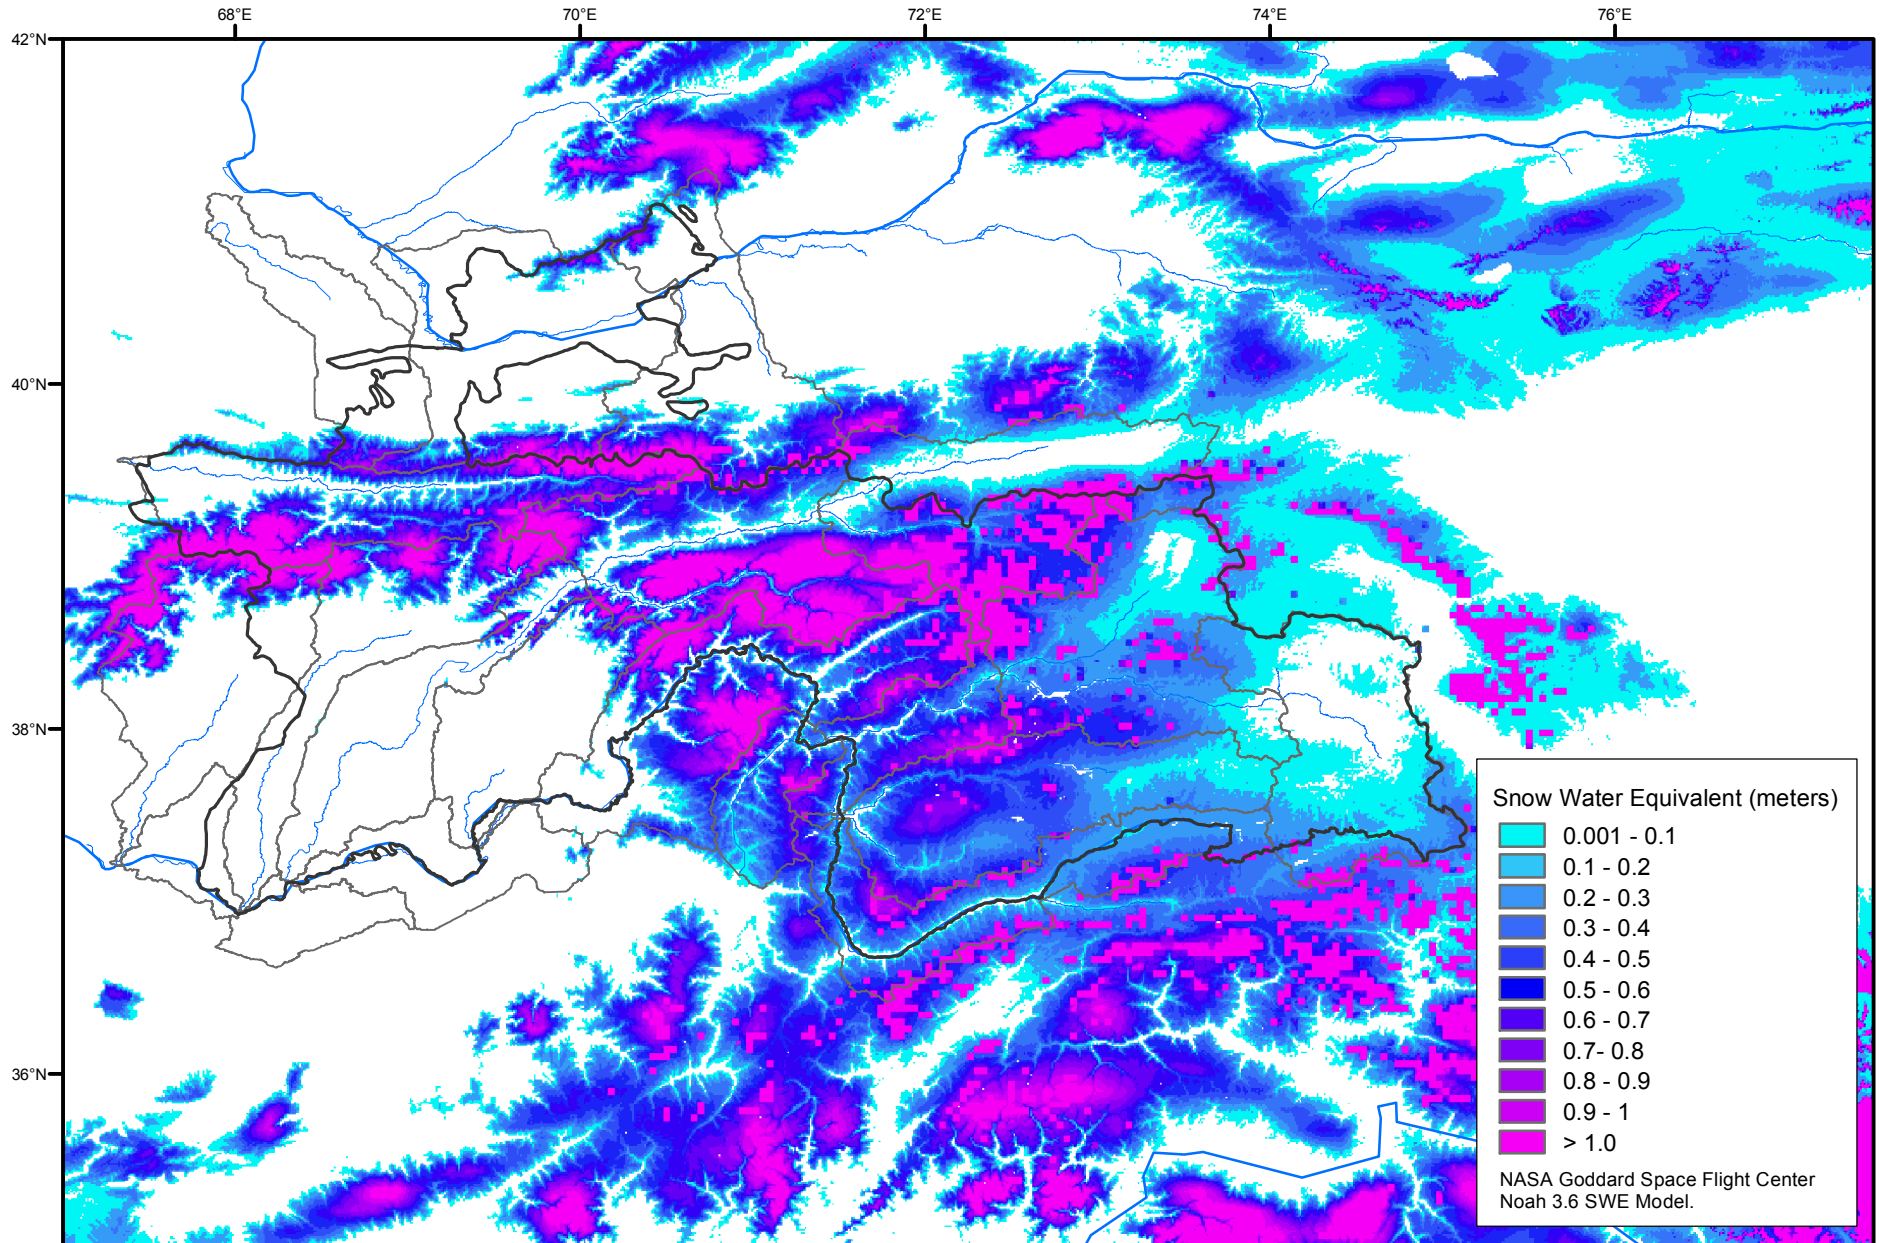 68°E 70°E 72°E 74°E 76°E
42°N
40°N
38°N
36°N
Snow Water Equivalent (meters)
0.001 - 0.1
0.1 - 0.2
0.2 - 0.3
0.3 - 0.4
0.4 - 0.5
0.5 - 0.6
0.6 - 0.7
0.7- 0.8
0.8 - 0.9
0.9 - 1
> 1.0
NASA Goddard Space Flight Center
Noah 3.6 SWE Model.